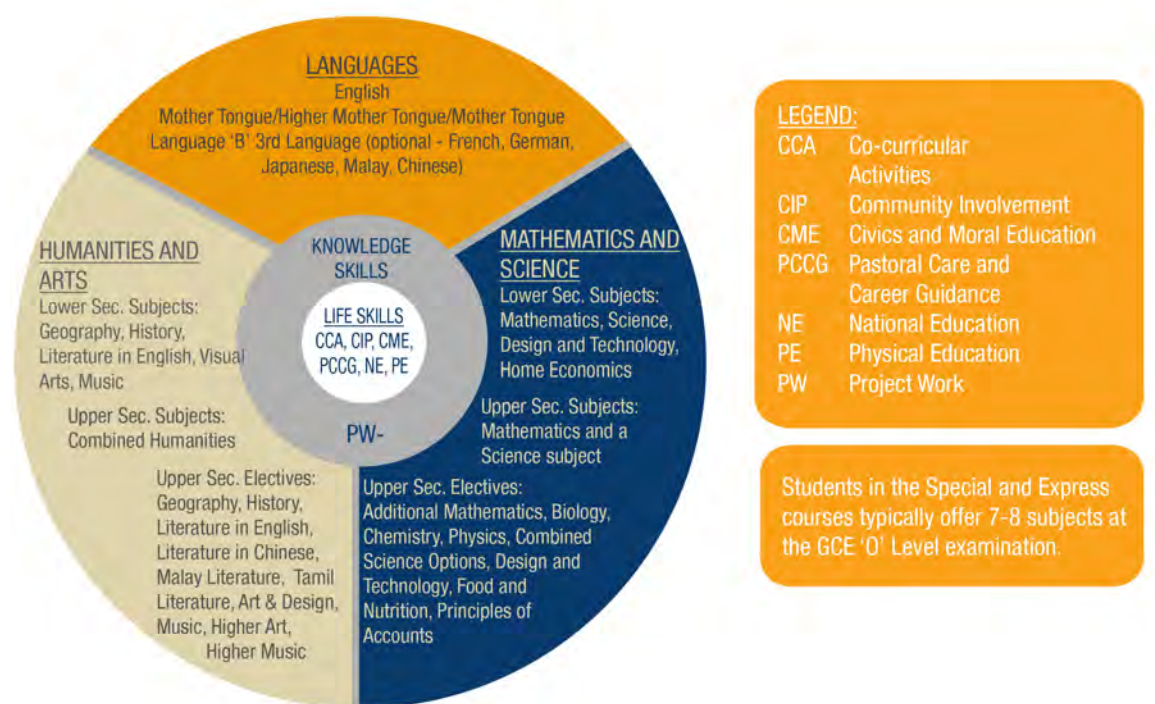 LANGUAGES
English
Mother Tongue/Higher Mother Tongue/Mother Tongue
Language ‘B’ 3rd Language (optional - French, German,
Japanese, Malay, Chinese)
HUMANITIES AND
ARTS
Lower Sec. Subjects:
Geography, History,
Literature in English, Visual
Arts, Music
Upper Sec. Subjects:
Combined Humanities
Upper Sec. Electives:
Geography, History,
Literature in English,
Literature in Chinese,
Malay Literature, Tamil
Literature, Art & Design,
Music, Higher Art,
Higher Music
KNOWLEDGE
SKILLS
LIFE SKILLS
CCA, CIP, CME,
PCCG, NE, PE
PW-
MATHEMATICS AND
SCIENCE
Lower Sec. Subjects:
Mathematics, Science,
Design and Technology,
Home Economics
Upper Sec. Subjects:
Mathematics and a
Science subject
Upper Sec. Electives:
Additional Mathematics, Biology,
Chemistry, Physics, Combined
Science Options, Design and
Technology, Food and
Nutrition, Principles of
Accounts
LEGEND:
CCA Co-curricular
Activities
CIP Community Involvement
CME Civics and Moral Education
PCCG Pastoral Care and
Career Guidance
NE National Education
PE Physical Education
PW Project Work
Students in the Special and Express
courses typically offer 7-8 subjects at
the GCE ‘O’ Level examination.